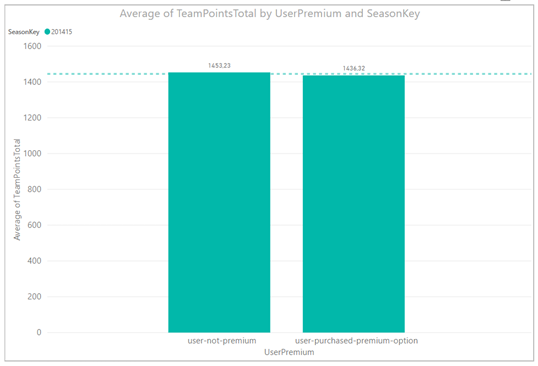 Average of TeamPointsTotal by UserPremium and SeasonKey
SeasonKey 201415
1600
1400
1200
1000
800
600
400
200
0
Average of TeamPointsTotal
1453.23
1436.32
user-not-premium
user-purchased-premium-option
UserPremium